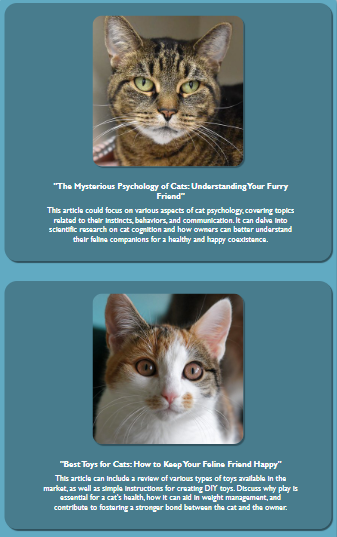 "The Mysterious Psychology of Cats: Understanding Your Furry
Friend"
This article could focus on various aspects of cat psychology, covering topics
related to their instincts, behaviors, and communication. It can delve into
scientific research on cat cognition and how owners can better understand
their feline companions for a healthy and happy coexistence.
"Best Toys for Cats: How to Keep Your Feline Friend Happy"
This article can include a review of various types of toys available in the
market, as well as simple instructions for creating DIY toys. Discuss why play is
essential for a cat's health, how it can aid in weight management, and
contribute to fostering a stronger bond between the cat and the owner.